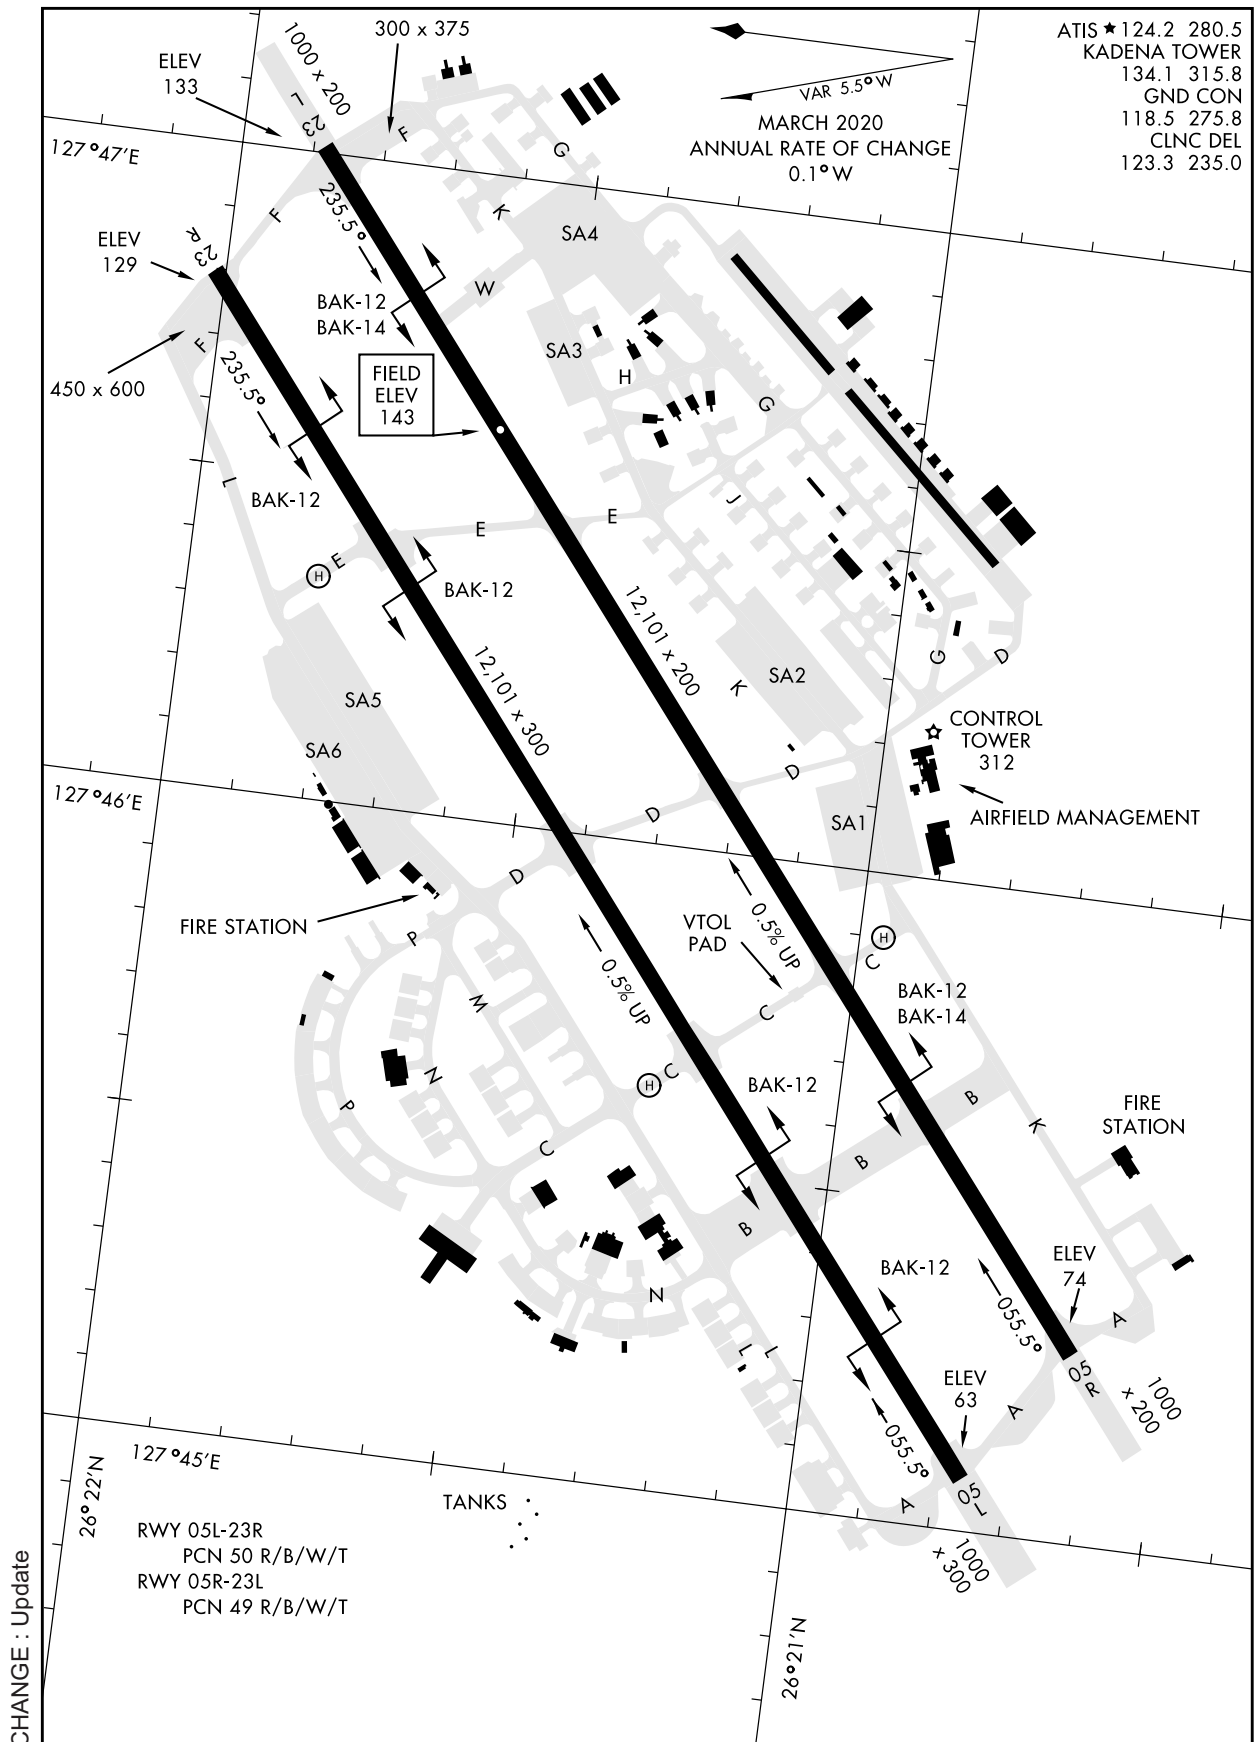 ATIS ★ 124.2 280.5
KADENA TOWER
134.1 315.8
GND CON
118.5 275.8
CLNC DEL
123.3 235.0
VAR 5.5° W
MARCH 2020
ANNUAL RATE OF CHANGE
0.1° W
300 x 375
1000 x 200
ELEV
133
23
L
127°47'E
F
F
G
K
W
SA4
235.5°
ELEV
129
23
R
BAK-12
BAK-14
SA3
H
FIELD
ELEV
143
450 x 600
F
235.5°
G
L
BAK-12
J
E
E
H
E
BAK-12
12,101 x 200
G
D
K
SA2
12,101 x 300
SA5
SA6
CONTROL
TOWER
312
AIRFIELD MANAGEMENT
127°46'E
D
D
SA1
D
FIRE STATION
P
0.5% UP
VTOL
PAD
0.5% UP
H
C
M
C
BAK-12
BAK-14
N
P
H
C
BAK-12
B
K
FIRE
STATION
C
B
B
N
BAK-12
ELEV
74
055.5°
A
L
L
05
R
1000
x 200
ELEV
63
A
055.5°
A
05
L
1000
x 300
127°45'E
26°22'N
TANKS
RWY 05L-23R
PCN 50 R/B/W/T
RWY 05R-23L
PCN 49 R/B/W/T
26°21'N
CHANGE : Update